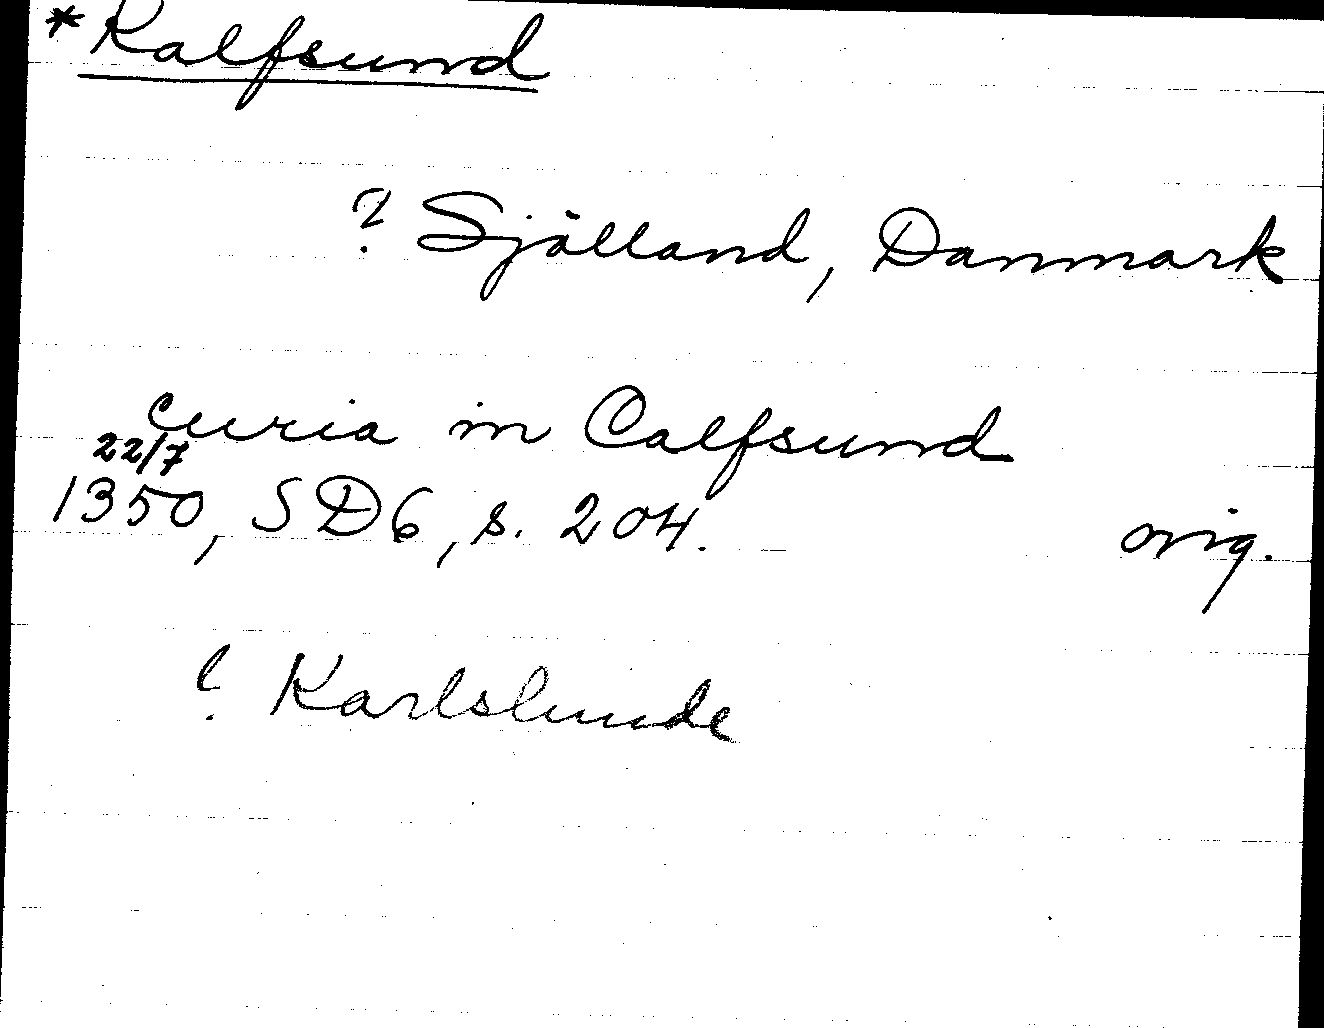 *Kalfsund
? Själland, Danmark
curia in Calfsund
22/7
1350, SD6, s. 204. orig.
? Karlslunde